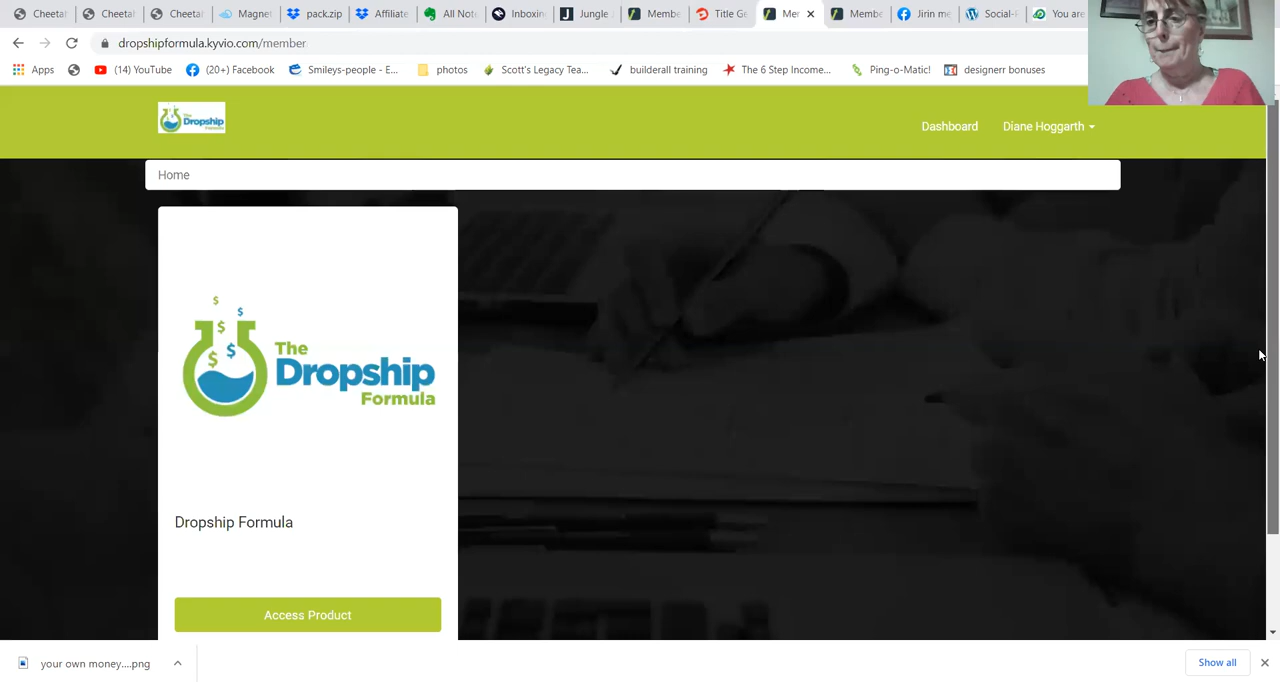 Cheetah Cheetah Cheetah Magnet pack.zip Affiliate All Note Inboxin Jungle Membe Title Ge Mer Membe Jirin me Social- You are
dropshipformula.kyvio.com/member
Apps (14) YouTube (20+) Facebook Smileys-people - E... photos Scott's Legacy Tea... builderall training The 6 Step Income... Ping-o-Matic! designerr bonuses
The Dropship Formula
Dashboard Diane Hoggarth
Home
$ $ $ $ $
The
Dropship
Formula
Dropship Formula
Access Product
your own money....png Show all